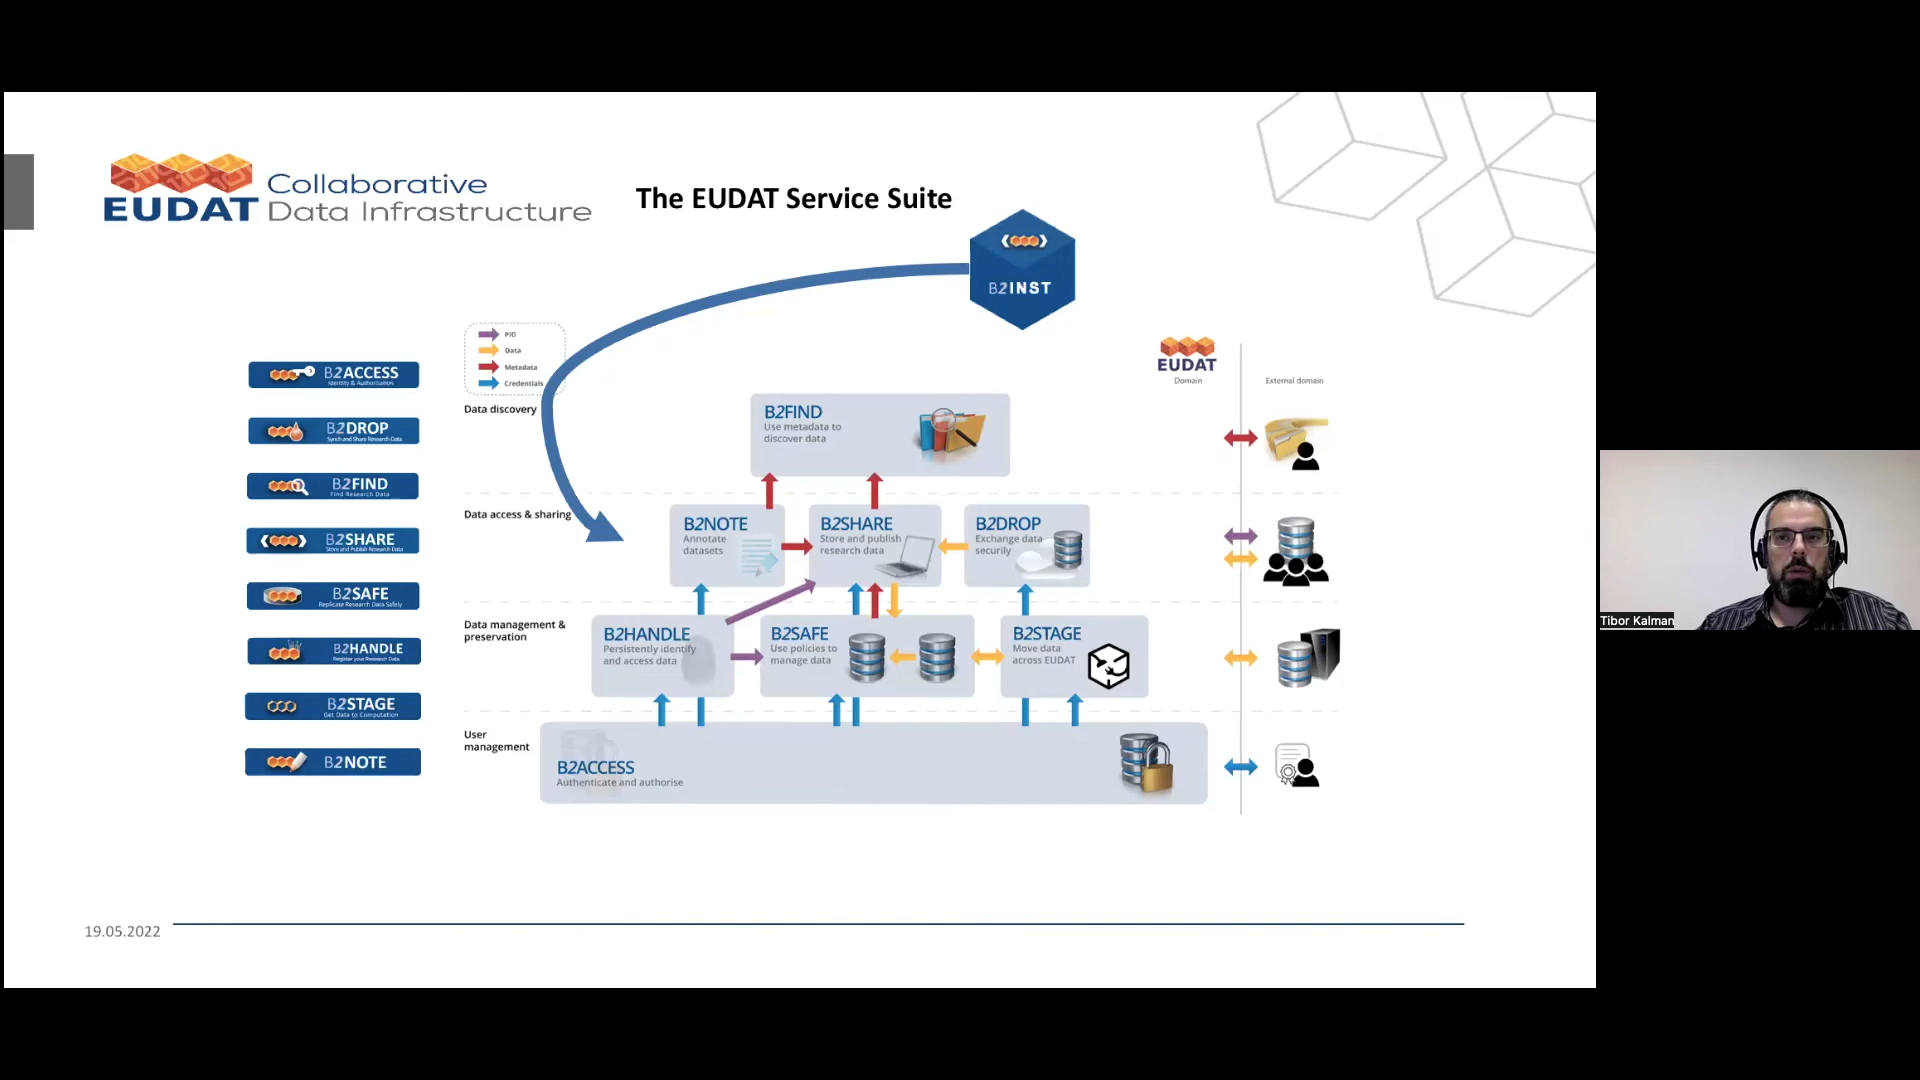 EUDAT
Collaborative
Data Infrastructure
The EUDAT Service Suite
B2INST
PID
Data
Metadata
Credentials
EUDAT
Domain
External domain
B2ACCESS
Identity & Authorisation
B2DROP
Synch and Share Research Data
B2FIND
Find Research Data
B2SHARE
Store and Publish Research Data
B2SAFE
Replicate Research Data Safely
B2HANDLE
Register your Research Data
B2STAGE
Get Data to Computation
B2NOTE
Data discovery
B2FIND
Use metadata to
discover data
Data access & sharing
B2NOTE
Annotate
datasets
B2SHARE
Store and publish
research data
B2DROP
Exchange data
security
Data management &
preservation
B2HANDLE
Persistently identify
and access data
B2SAFE
Use policies to
manage data
B2STAGE
Move data
across EUDAT
User
management
B2ACCESS
Authenticate and authorise
19.05.2022
Tibor Kalman